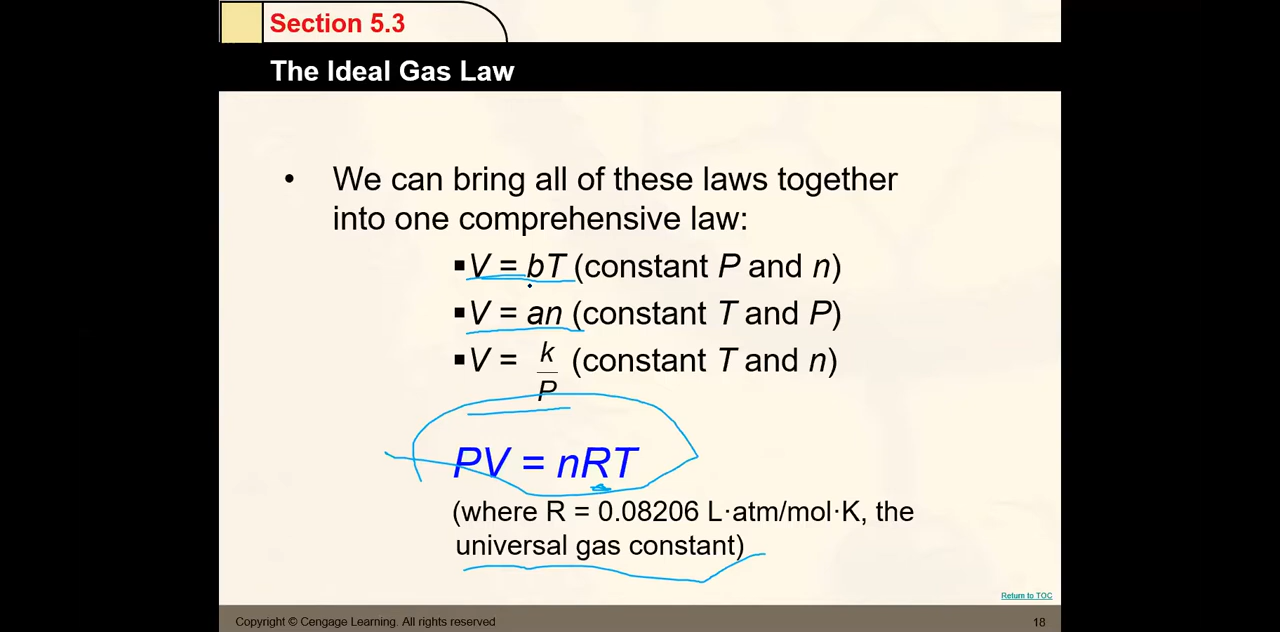 Section 5.3
The Ideal Gas Law
• We can bring all of these laws together
into one comprehensive law:
▪V = bT (constant P and n)
▪V = an (constant T and P)
▪V = k/P (constant T and n)
PV = nRT
(where R = 0.08206 L·atm/mol·K, the
universal gas constant)
Return to TOC
Copyright © Cengage Learning. All rights reserved
18